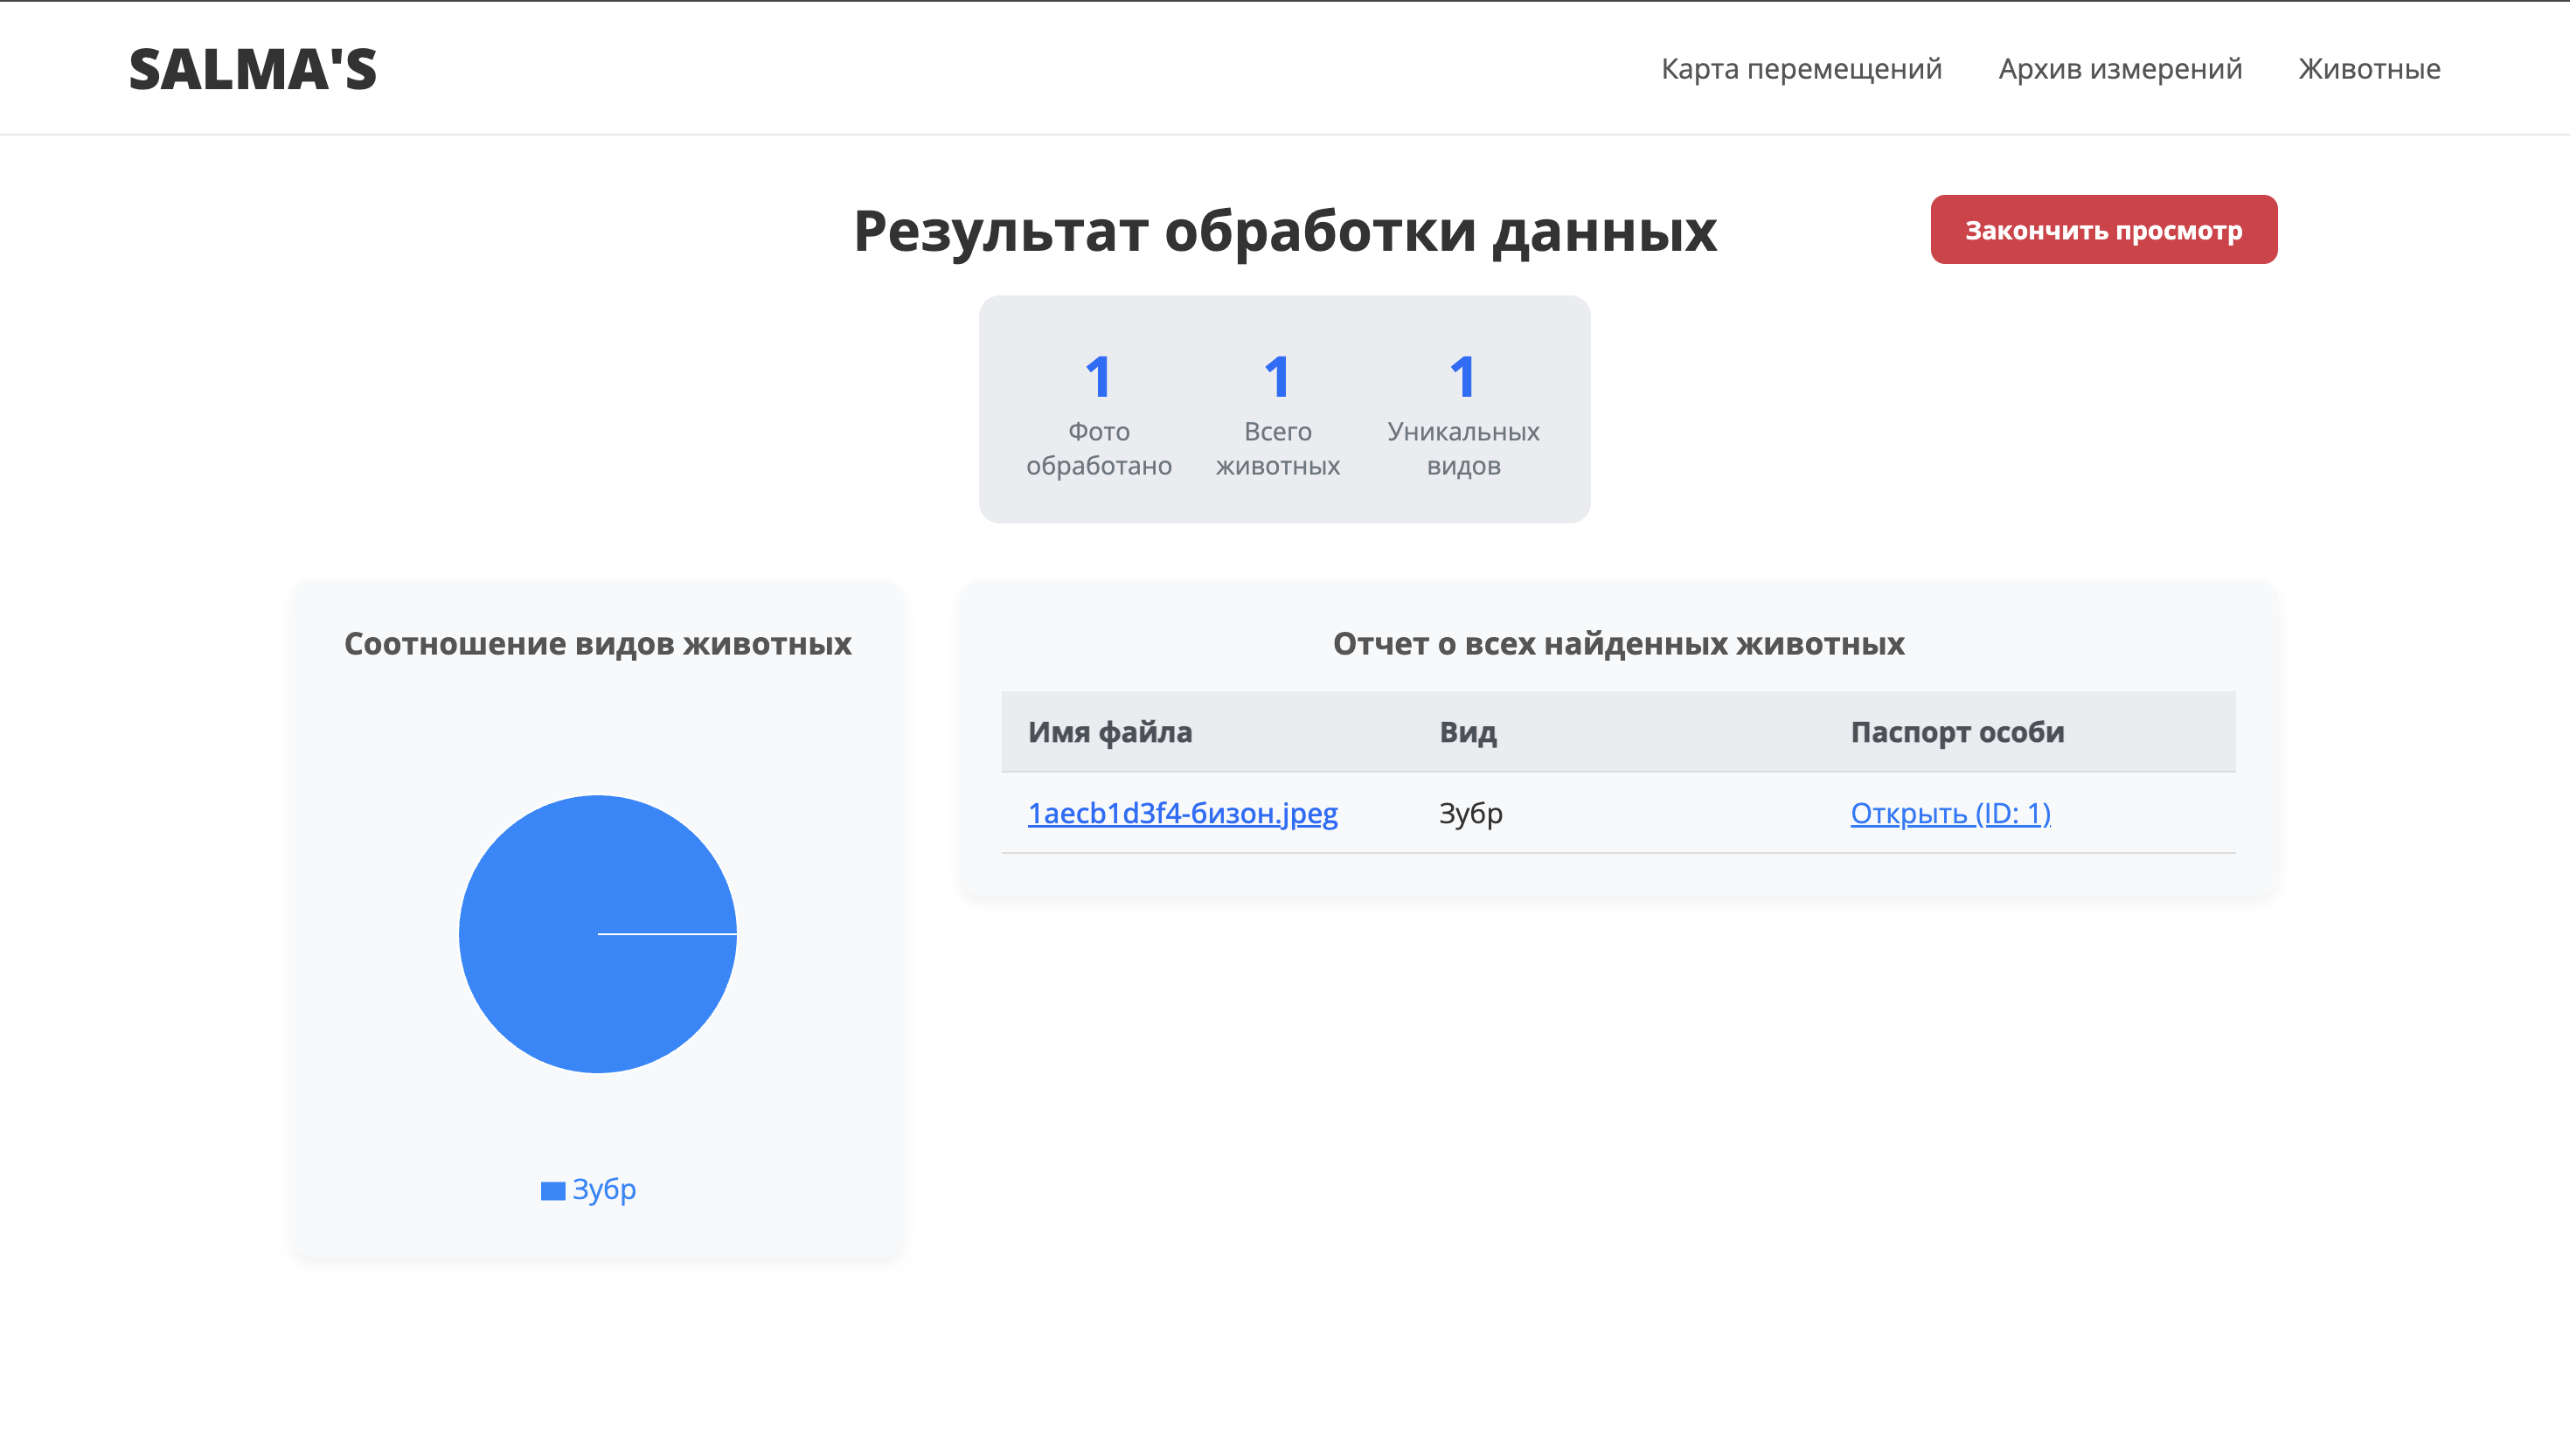 SALMA'S
Карта перемещений
Архив измерений
Животные
Результат обработки данных
Закончить просмотр
1
Фото
обработано
1
Всего
животных
1
Уникальных
видов
Соотношение видов животных
Зубр
Отчет о всех найденных животных
Имя файла Вид Паспорт особи
1aecb1d3f4-бизон.jpeg Зубр Открыть (ID: 1)